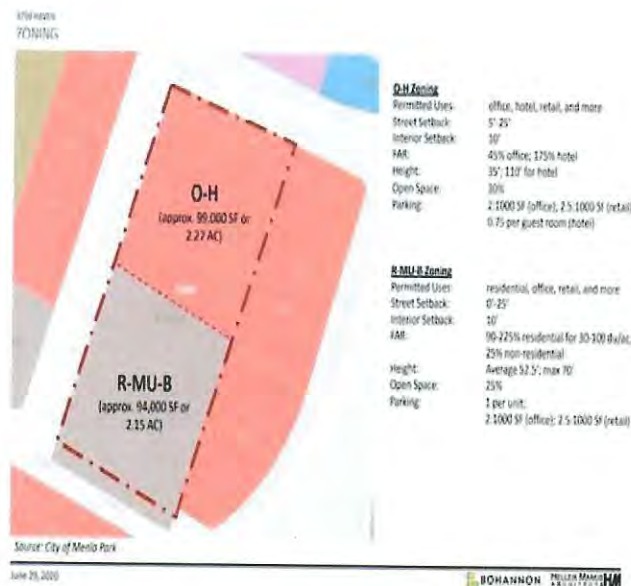 ZONING
O-H
(approx. 99,000 SF or
2.27 AC)
R-MU-B
(approx. 94,000 SF or
2.15 AC)
O-H Zoning
Permitted Uses: office, hotel, retail, and more
Street Setback: 5'-25'
Interior Setback: 10'
FAR: 45% office; 175% hotel
Height: 35'; 110' for hotel
Open Space: 30%
Parking: 2:1000 SF (office), 2.5:1000 SF (retail)
0.75 per guest room (hotel)
R-MU-B Zoning
Permitted Uses: residential, office, retail, and more
Street Setback: 0'-25'
Interior Setback: 10'
FAR: 90-225% residential for 30-100 du/ac,
25% non-residential
Height: Average 52.5'; max 70'
Open Space: 25%
Parking: 1 per unit;
2:1000 SF (office); 2.5:1000 SF (retail)
Source: City of Menlo Park
June 29, 2020
BOHANNON
HM